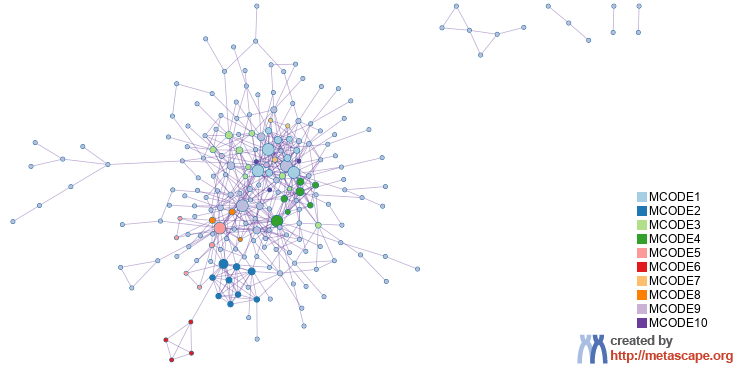 MCODE1
MCODE2
MCODE3
MCODE4
MCODE5
MCODE6
MCODE7
MCODE8
MCODE9
MCODE10
created by
http://metascape.org